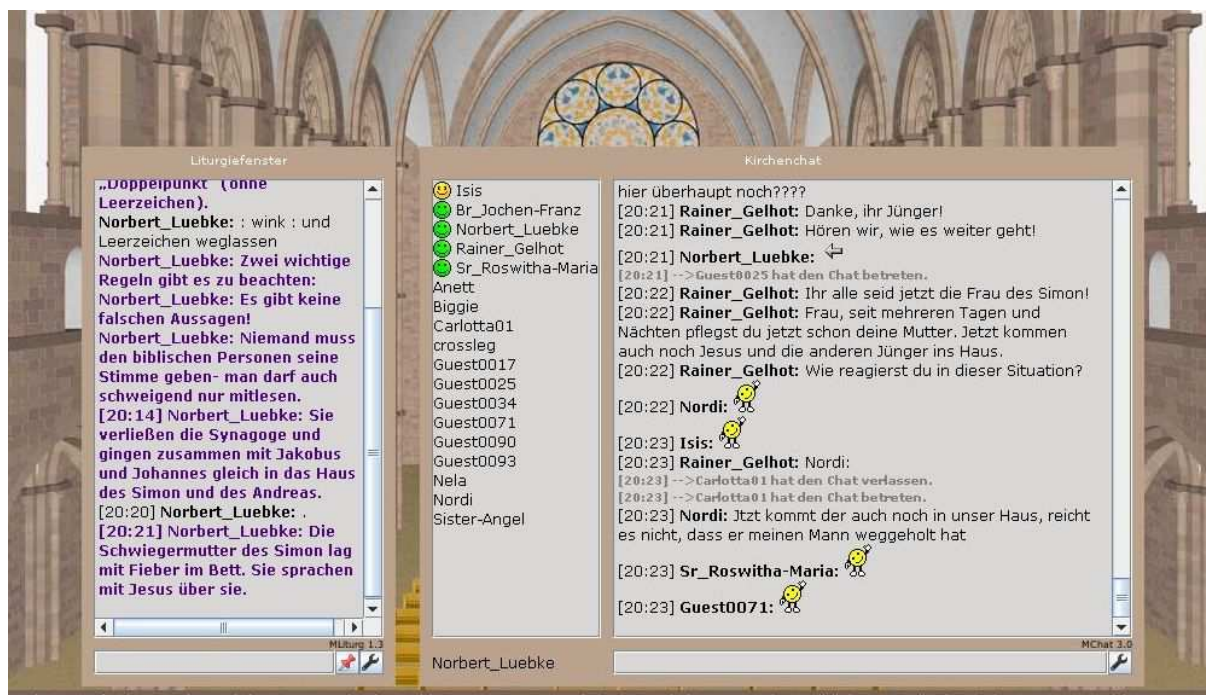 Liturgiefenster
„Doppelpunkt" (ohne
Leerzeichen).
Norbert_Luebke: : wink : und
Leerzeichen weglassen
Norbert_Luebke: Zwei wichtige
Regeln gibt es zu beachten:
Norbert_Luebke: Es gibt keine
falschen Aussagen!
Norbert_Luebke: Niemand muss
den biblischen Personen seine
Stimme geben- man darf auch
schweigend nur mitlesen.
[20:14] Norbert_Luebke: Sie
verließen die Synagoge und
gingen zusammen mit Jakobus
und Johannes gleich in das Haus
des Simon und des Andreas.
[20:20] Norbert_Luebke: .
[20:21] Norbert_Luebke: Die
Schwiegermutter des Simon lag
mit Fieber im Bett. Sie sprachen
mit Jesus über sie.
MLiturg 1.3
Kirchenchat
Isis
Br_Jochen-Franz
Norbert_Luebke
Rainer_Gelhot
Sr_Roswitha-Maria
Anett
Biggie
Carlotta01
crossleg
Guest0017
Guest0025
Guest0034
Guest0071
Guest0090
Guest0093
Nela
Nordi
Sister-Angel
hier überhaupt noch????
[20:21] Rainer_Gelhot: Danke, ihr Jünger!
[20:21] Rainer_Gelhot: Hören wir, wie es weiter geht!
[20:21] Norbert_Luebke:
[20:21] -->Guest0025 hat den Chat betreten.
[20:22] Rainer_Gelhot: Ihr alle seid jetzt die Frau des Simon!
[20:22] Rainer_Gelhot: Frau, seit mehreren Tagen und
Nächten pflegst du jetzt schon deine Mutter. Jetzt kommen
auch noch Jesus und die anderen Jünger ins Haus.
[20:22] Rainer_Gelhot: Wie reagierst du in dieser Situation?
[20:22] Nordi:
[20:23] Isis:
[20:23] Rainer_Gelhot: Nordi:
[20:23] -->Carlotta01 hat den Chat verlassen.
[20:23] -->Carlotta01 hat den Chat betreten.
[20:23] Nordi: Jtzt kommt der auch noch in unser Haus, reicht
es nicht, dass er meinen Mann weggeholt hat
[20:23] Sr_Roswitha-Maria:
[20:23] Guest0071:
MChat 3.0
Norbert_Luebke